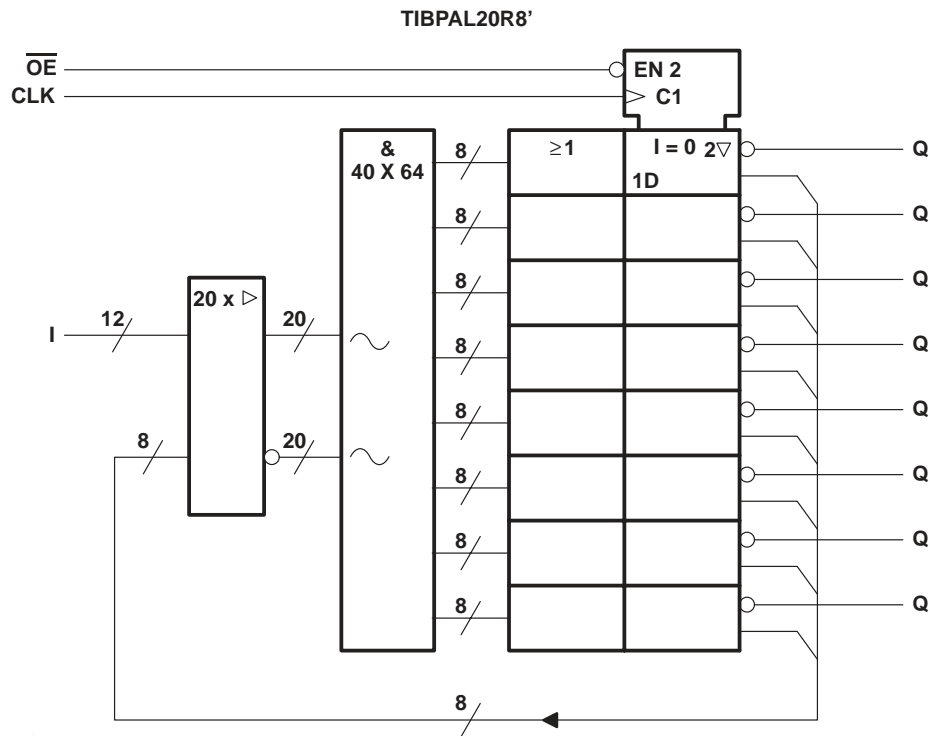 TIBPAL20R8’
OE
EN 2
CLK
C1
&
40 X 64
8
≥1
I = 0 2▽
Q
1D
8
Q
8
Q
20 x ▷
I
12
20
8
Q
8
Q
8
20
8
Q
8
Q
8
Q
8